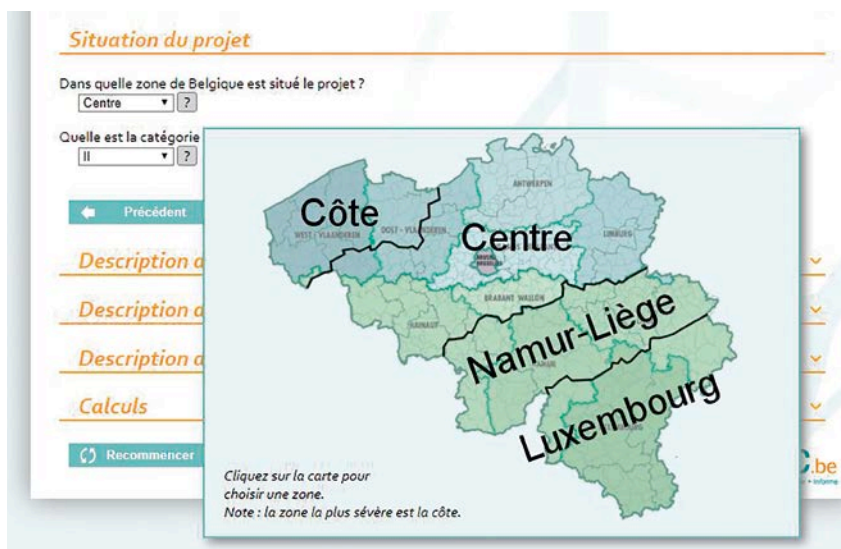 Situation du projet
Dans quelle zone de Belgique est situé le projet ?
Centre
?
Quelle est la catégorie
II
?
Précédent
Description
Description
Description
Calculs
Recommencer
Côte
Centre
Namur-Liège
Luxembourg
ANTWERPEN
WEST - VLAANDEREN
OOST - VLAANDEREN
LIMBURG
BRABANT WALLON
HAINAUT
Cliquez sur la carte pour
choisir une zone.
Note : la zone la plus sévère est la côte.
.be